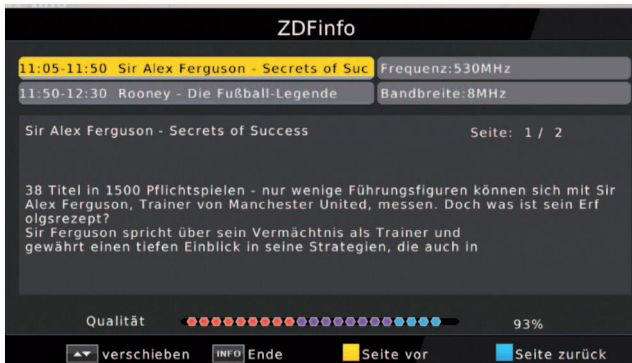 ZDFinfo
11:05-11:50 Sir Alex Ferguson - Secrets of Suc
Frequenz:530MHz
11:50-12:30 Rooney - Die Fußball-Legende
Bandbreite:8MHz
Sir Alex Ferguson - Secrets of Success
Seite: 1 / 2
38 Titel in 1500 Pflichtspielen - nur wenige Führungsfiguren können sich mit Sir
Alex Ferguson, Trainer von Manchester United, messen. Doch was ist sein Erf
olgsrezept?
Sir Ferguson spricht über sein Vermächtnis als Trainer und
gewährt einen tiefen Einblick in seine Strategien, die auch in
Qualität
93%
verschieben
INFO Ende
Seite vor
Seite zurück